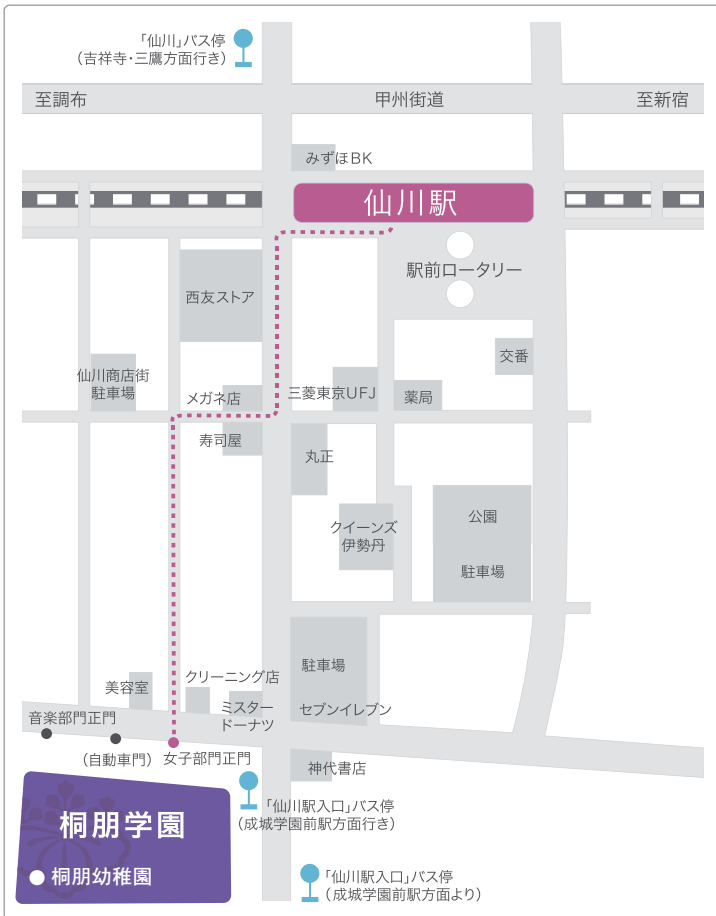 「仙川」バス停
（吉祥寺・三鷹方面行き）
至調布
甲州街道
至新宿
みずほBK
仙川駅
駅前ロータリー
西友ストア
交番
仙川商店街
駐車場
メガネ店
三菱東京UFJ
薬局
寿司屋
丸正
クイーンズ
伊勢丹
公園
駐車場
駐車場
クリーニング店
美容室
ミスター
ドーナツ
セブンイレブン
音楽部門正門
（自動車門）
女子部門正門
神代書店
「仙川駅入口」バス停
（成城学園前駅方面行き）
桐朋学園
桐朋幼稚園
「仙川駅入口」バス停
（成城学園前駅方面より）